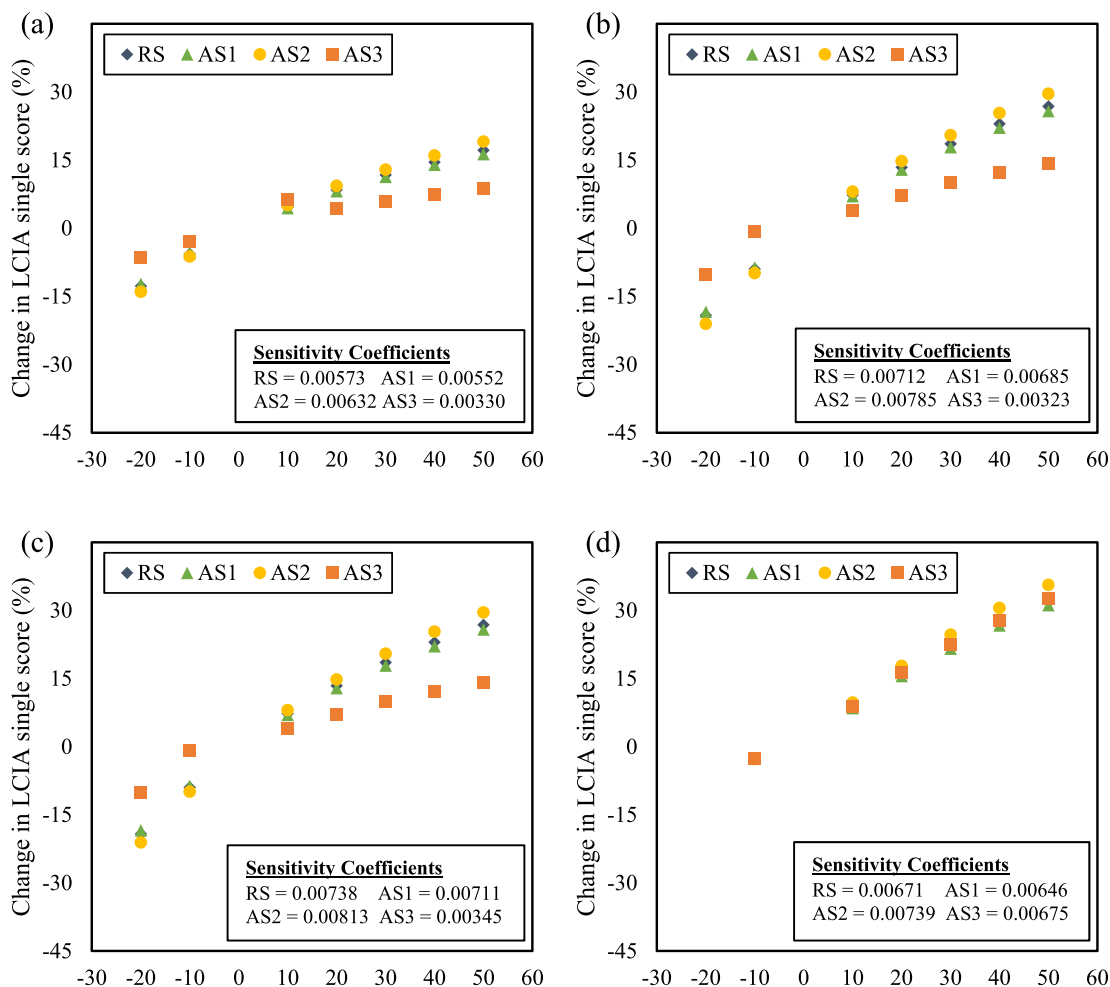 (a)
RS AS1 AS2 AS3
Change in LCIA single score (%)
30
15
0
-15
-30
-45
Sensitivity Coefficients
RS = 0.00573 AS1 = 0.00552
AS2 = 0.00632 AS3 = 0.00330
-30 -20 -10 0 10 20 30 40 50 60
(b)
RS AS1 AS2 AS3
Change in LCIA single score (%)
30
15
0
-15
-30
-45
Sensitivity Coefficients
RS = 0.00712 AS1 = 0.00685
AS2 = 0.00785 AS3 = 0.00323
-30 -20 -10 0 10 20 30 40 50 60
(c)
RS AS1 AS2 AS3
Change in LCIA single score (%)
30
15
0
-15
-30
-45
Sensitivity Coefficients
RS = 0.00738 AS1 = 0.00711
AS2 = 0.00813 AS3 = 0.00345
-30 -20 -10 0 10 20 30 40 50 60
(d)
RS AS1 AS2 AS3
Change in LCIA single score (%)
30
15
0
-15
-30
-45
Sensitivity Coefficients
RS = 0.00671 AS1 = 0.00646
AS2 = 0.00739 AS3 = 0.00675
-30 -20 -10 0 10 20 30 40 50 60